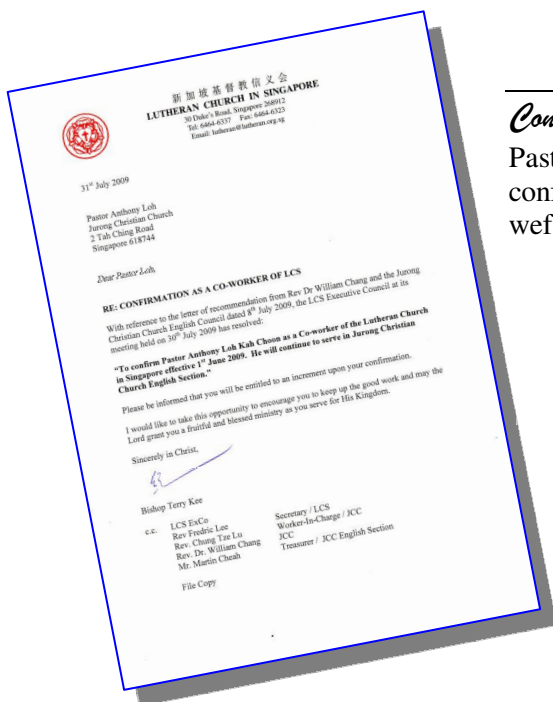 新加坡基督教信义会
LUTHERAN CHURCH IN SINGAPORE
30 Duke's Road, Singapore 268912
Tel: 6464-6337 Fax: 6464-6323
Email: lutheran@lutheran.org.sg
31st July 2009
Pastor Anthony Loh
Jurong Christian Church
2 Tah Ching Road
Singapore 618744
Dear Pastor Loh,
RE: CONFIRMATION AS A CO-WORKER OF LCS
With reference to the letter of recommendation from Rev Dr William Chang and the Jurong
Christian Church English Council dated 8th July 2009, the LCS Executive Council at its
meeting held on 30th July 2009 has resolved:
"To confirm Pastor Anthony Loh Kah Choon as a Co-worker of the Lutheran Church
in Singapore effective 1st June 2009. He will continue to serve in Jurong Christian
Church English Section."
Please be informed that you will be entitled to an increment upon your confirmation.
I would like to take this opportunity to encourage you to keep up the good work and may the
Lord grant you a fruitful and blessed ministry as you serve for His Kingdom.
Sincerely in Christ,
Bishop Terry Kee
c.c. LCS ExCo
Rev Fredric Lee Secretary / LCS
Rev. Chung Tze Lu Worker-In-Charge / JCC
Rev. Dr. William Chang JCC
Mr. Martin Cheah Treasurer / JCC English Section
File Copy
Con
Past
conf
wef